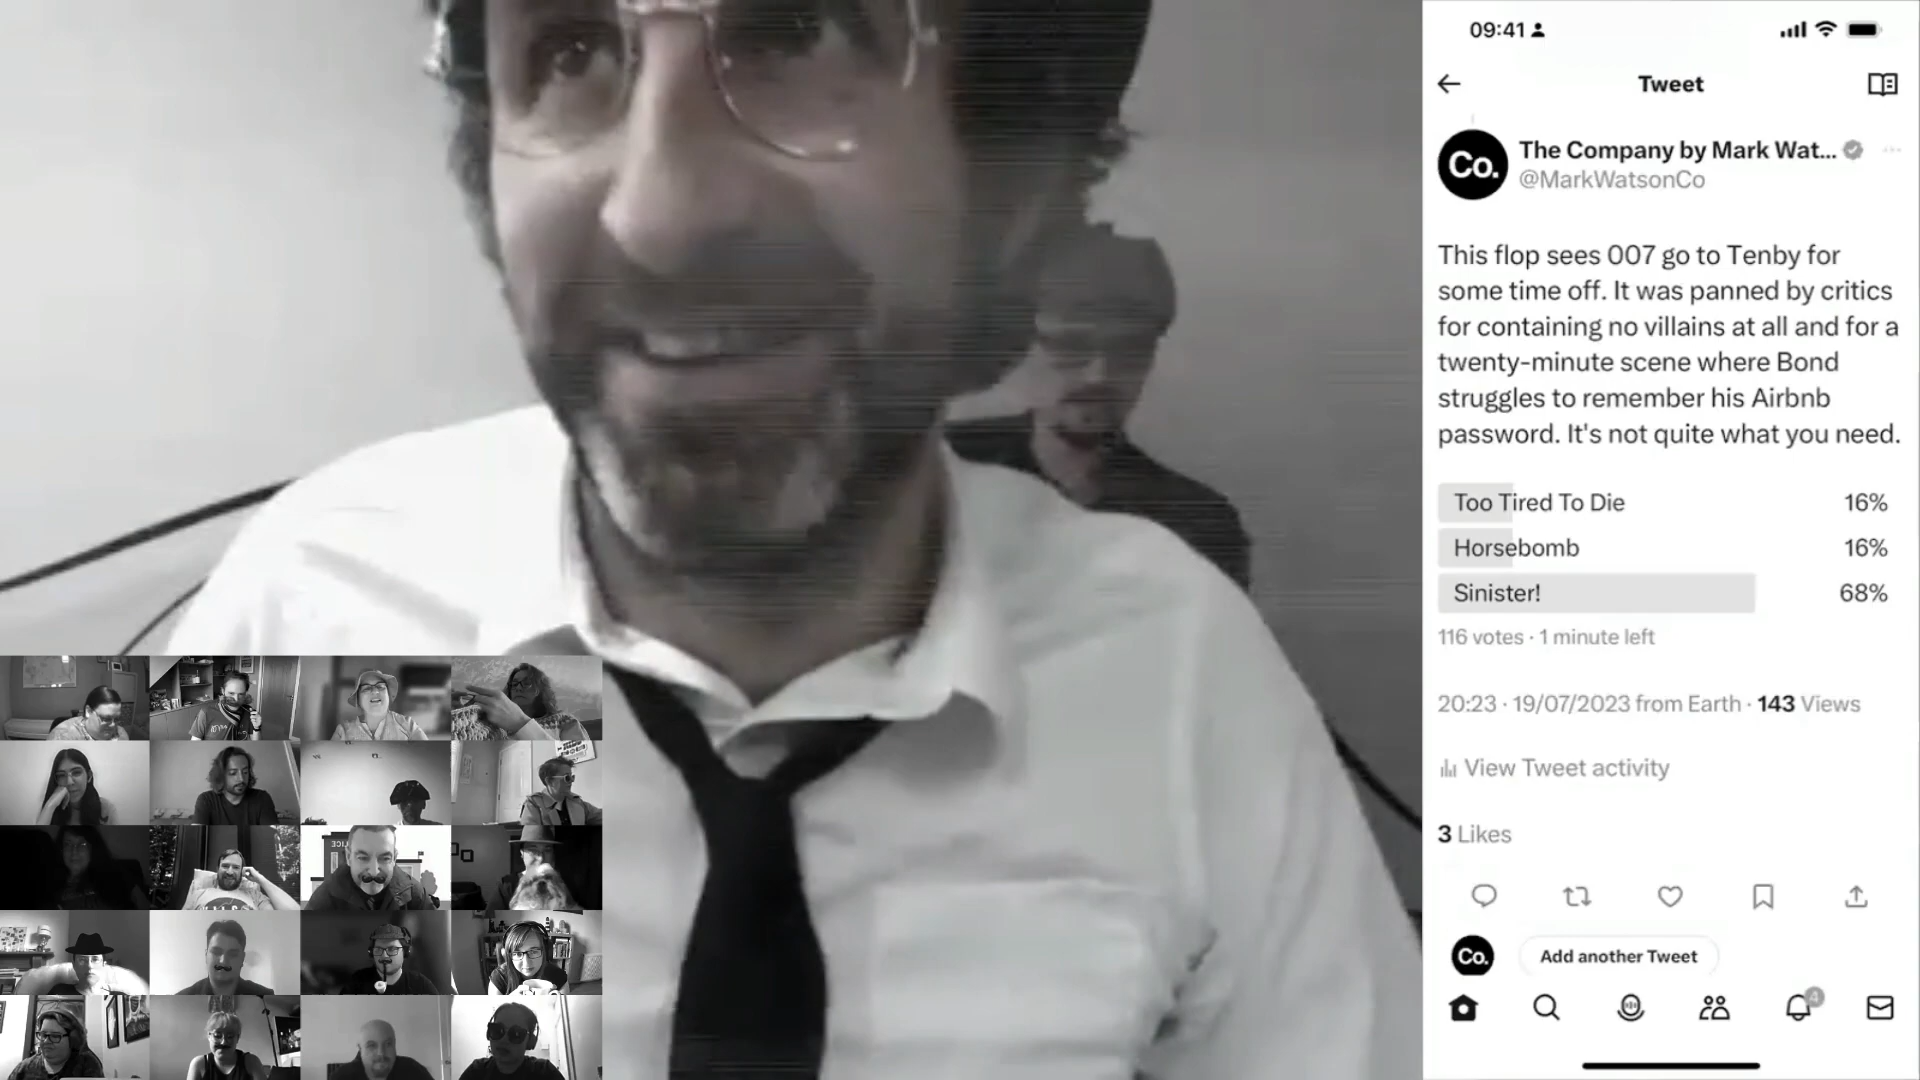 09:41
Tweet
Co.
The Company by Mark Wat...
@MarkWatsonCo
This flop sees 007 go to Tenby for
some time off. It was panned by critics
for containing no villains at all and for a
twenty-minute scene where Bond
struggles to remember his Airbnb
password. It's not quite what you need.
Too Tired To Die 16%
Horsebomb 16%
Sinister! 68%
116 votes · 1 minute left
20:23 · 19/07/2023 from Earth · 143 Views
View Tweet activity
3 Likes
Co.
Add another Tweet
4